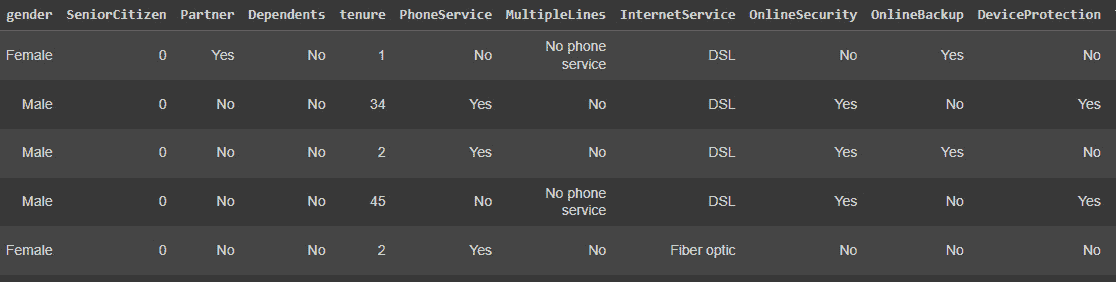 gender SeniorCitizen Partner Dependents tenure PhoneService MultipleLines InternetService OnlineSecurity OnlineBackup DeviceProtection
Female 0 Yes No 1 No No phone service DSL No Yes No
Male 0 No No 34 Yes No DSL Yes No Yes
Male 0 No No 2 Yes No DSL Yes Yes No
Male 0 No No 45 No No phone service DSL Yes No Yes
Female 0 No No 2 Yes No Fiber optic No No No